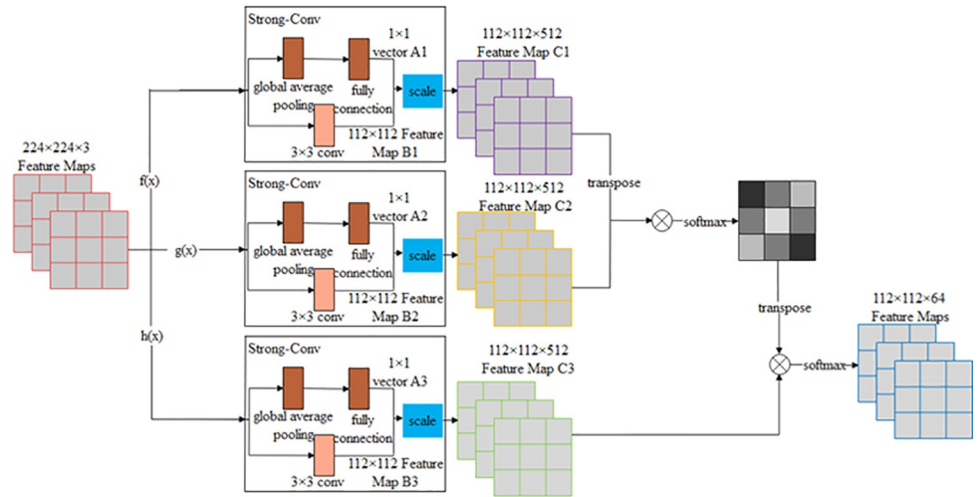 224×224×3
Feature Maps
f(x)
g(x)
h(x)
Strong-Conv
1×1
vector A1
global average
pooling
fully
connection
scale
3×3 conv
112×112 Feature
Map B1
112×112×512
Feature Map C1
Strong-Conv
1×1
vector A2
global average
pooling
fully
connection
scale
3×3 conv
112×112 Feature
Map B2
112×112×512
Feature Map C2
Strong-Conv
1×1
vector A3
global average
pooling
fully
connection
scale
3×3 conv
112×112 Feature
Map B3
112×112×512
Feature Map C3
transpose
softmax
transpose
softmax
112×112×64
Feature Maps